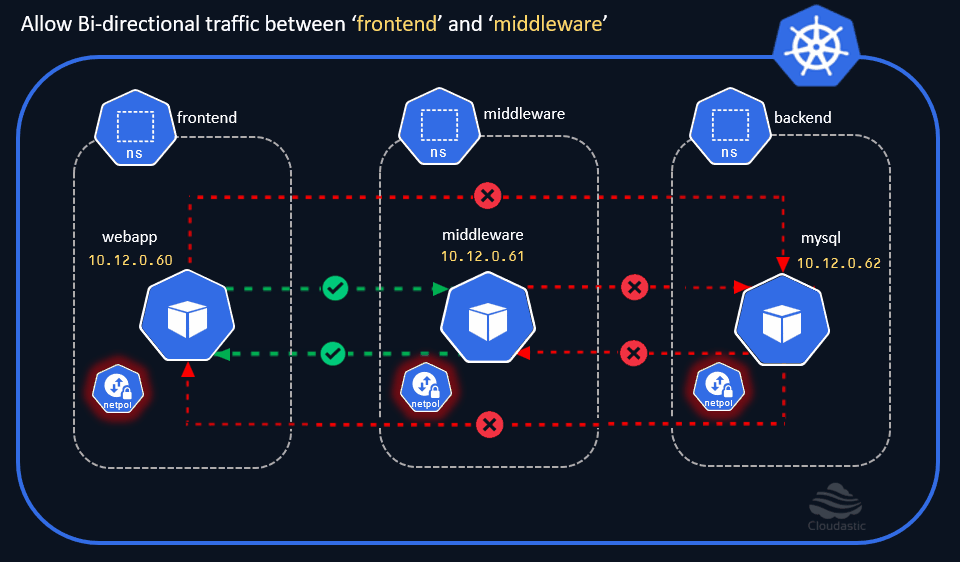 Allow Bi-directional traffic between ‘frontend’ and ‘middleware’
ns
frontend
ns
middleware
ns
backend
webapp
10.12.0.60
middleware
10.12.0.61
mysql
10.12.0.62
netpol
netpol
netpol
Cloudastic